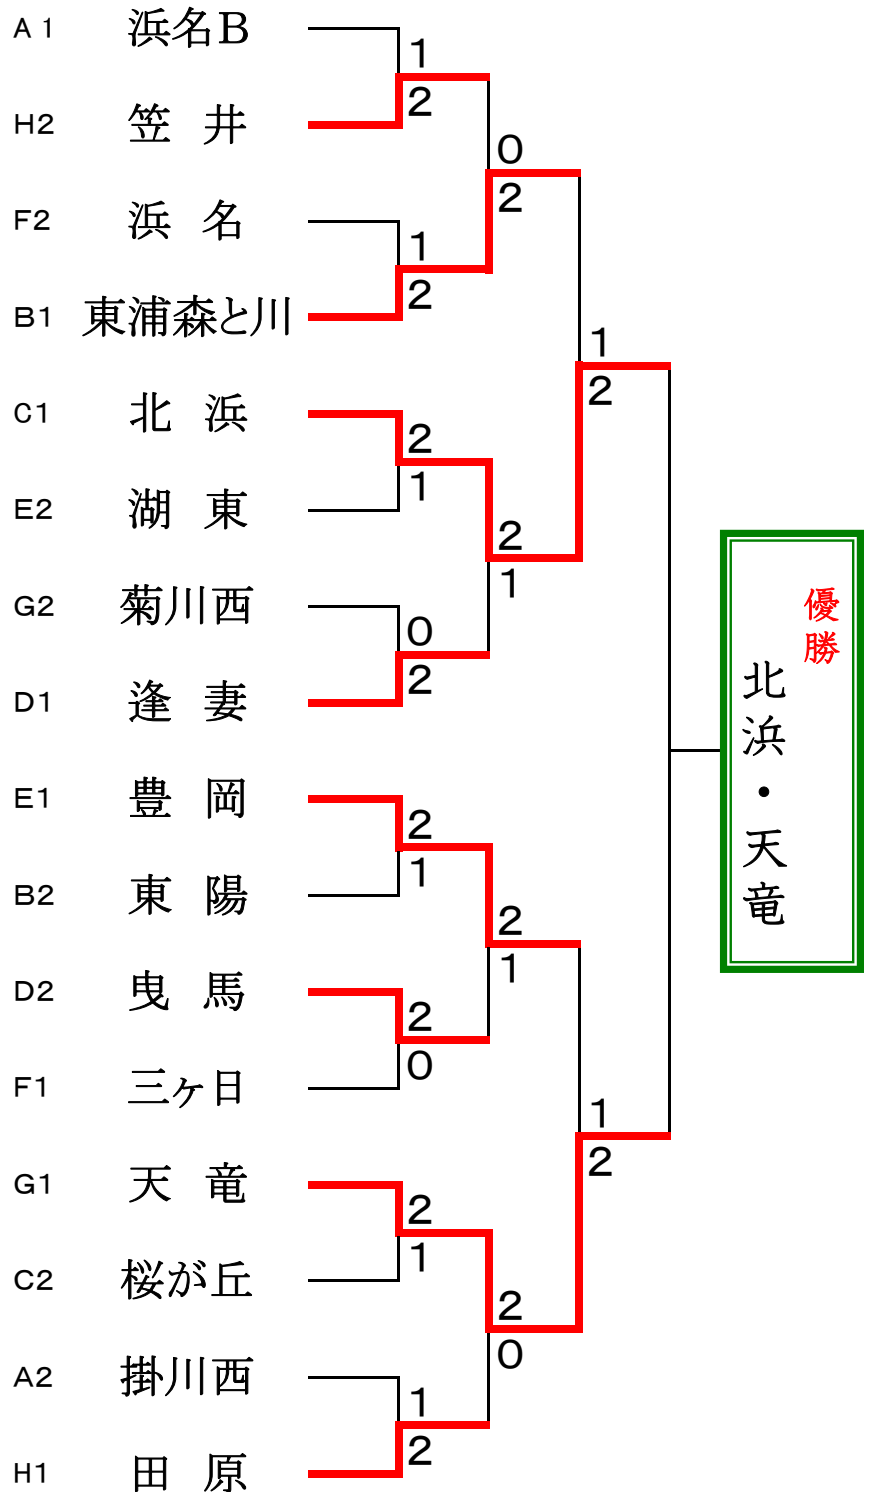 A1 浜名B
1
2
H2 笠 井
0
2
F2 浜 名
1
2
B1 東浦森と川
1
2
C1 北 浜
2
1
E2 湖 東
2
1
G2 菊川西
0
2
D1 逢 妻
優勝
北浜・天竜
E1 豊 岡
2
1
B2 東 陽
2
1
D2 曳 馬
2
0
F1 三ヶ日
1
2
G1 天 竜
2
1
C2 桜が丘
2
0
A2 掛川西
1
2
H1 田 原